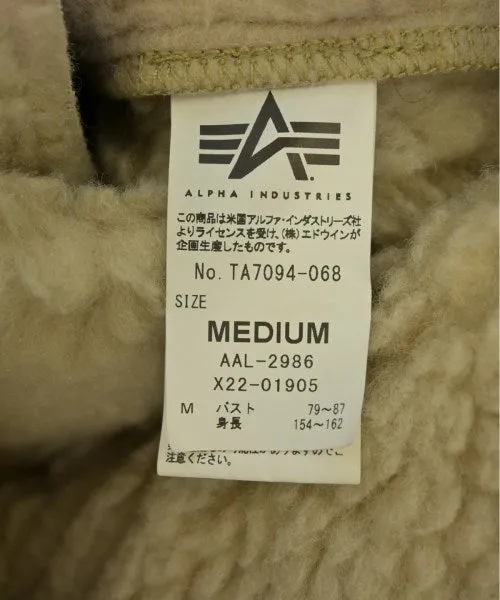 ALPHA INDUSTRIES
この商品は米国アルファ・インダストリーズ社
よりライセンスを受け、(株)エドウインが
企画生産したものです。
No. TA7094-068
SIZE
MEDIUM
AAL-2986
X22-01905
M バスト 79~87
身長 154~162
注意ください。